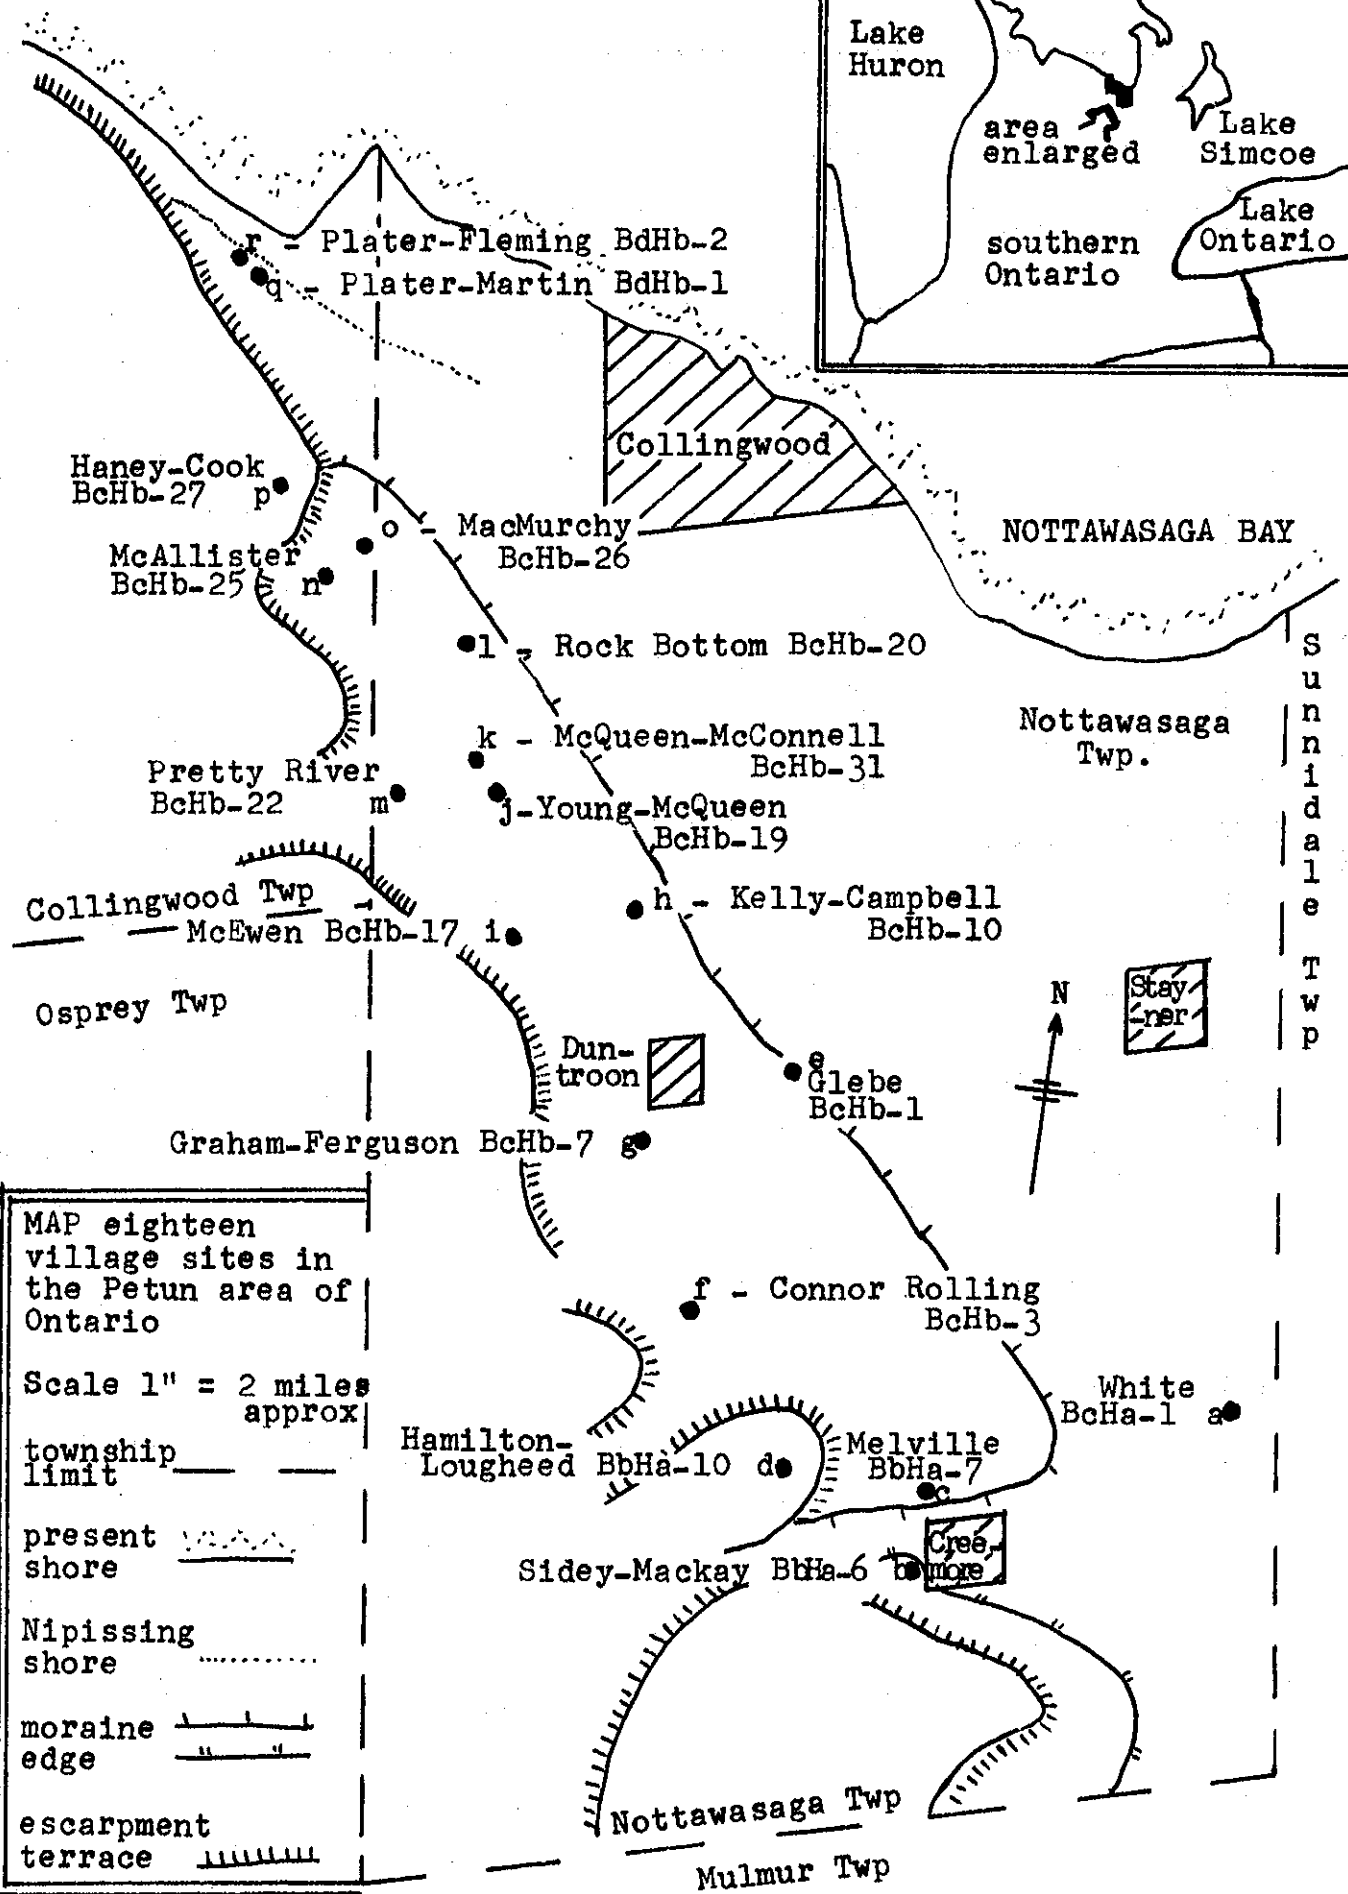 Lake
Huron
area
enlarged
Lake
Simcoe
Lake
Ontario
southern
Ontario
r - Plater-Fleming BdHb-2
q - Plater-Martin BdHb-1
Collingwood
Haney-Cook
BcHb-27 p
o - MacMurchy
BcHb-26
NOTTAWASAGA BAY
McAllister
BcHb-25 n
l - Rock Bottom BcHb-20
Sunnidale Twp
Nottawasaga
Twp.
k - McQueen-McConnell
BcHb-31
Pretty River
BcHb-22 m
j-Young-McQueen
BcHb-19
Collingwood Twp
h - Kelly-Campbell
BcHb-10
McEwen BcHb-17 i
Osprey Twp
N
Stay
-ner
Dun-
troon
e
Glebe
BcHb-1
Graham-Ferguson BcHb-7 g
MAP eighteen
village sites in
the Petun area of
Ontario
Scale 1" = 2 miles
approx
township
limit
present
shore
Nipissing
shore
moraine
edge
escarpment
terrace
f - Connor Rolling
BcHb-3
White
BcHa-1 a
Hamilton-
Lougheed BbHa-10 d
Melville
BbHa-7
c
Sidey-Mackay BbHa-6 b
Cree-
more
Nottawasaga Twp
Mulmur Twp